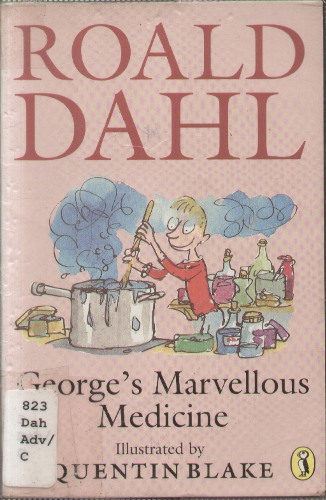 ROALD
DAHL
George's Marvellous
Medicine
Illustrated by
QUENTIN BLAKE
823
Dah
Adv/
C